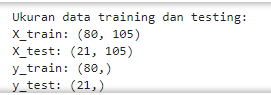 Ukuran data training dan testing:
X_train: (80, 105)
X_test: (21, 105)
y_train: (80,)
y_test: (21,)